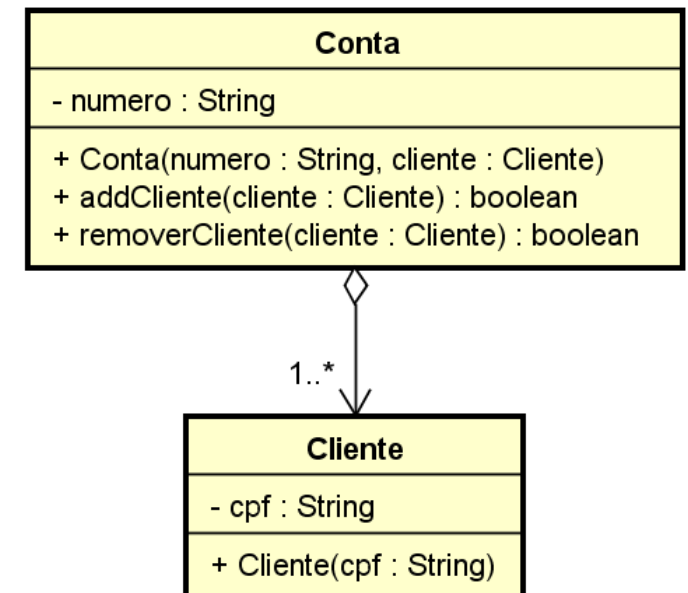 Conta
- numero : String
+ Conta(numero : String, cliente : Cliente)
+ addCliente(cliente : Cliente) : boolean
+ removerCliente(cliente : Cliente) : boolean
1..*
Cliente
- cpf : String
+ Cliente(cpf : String)